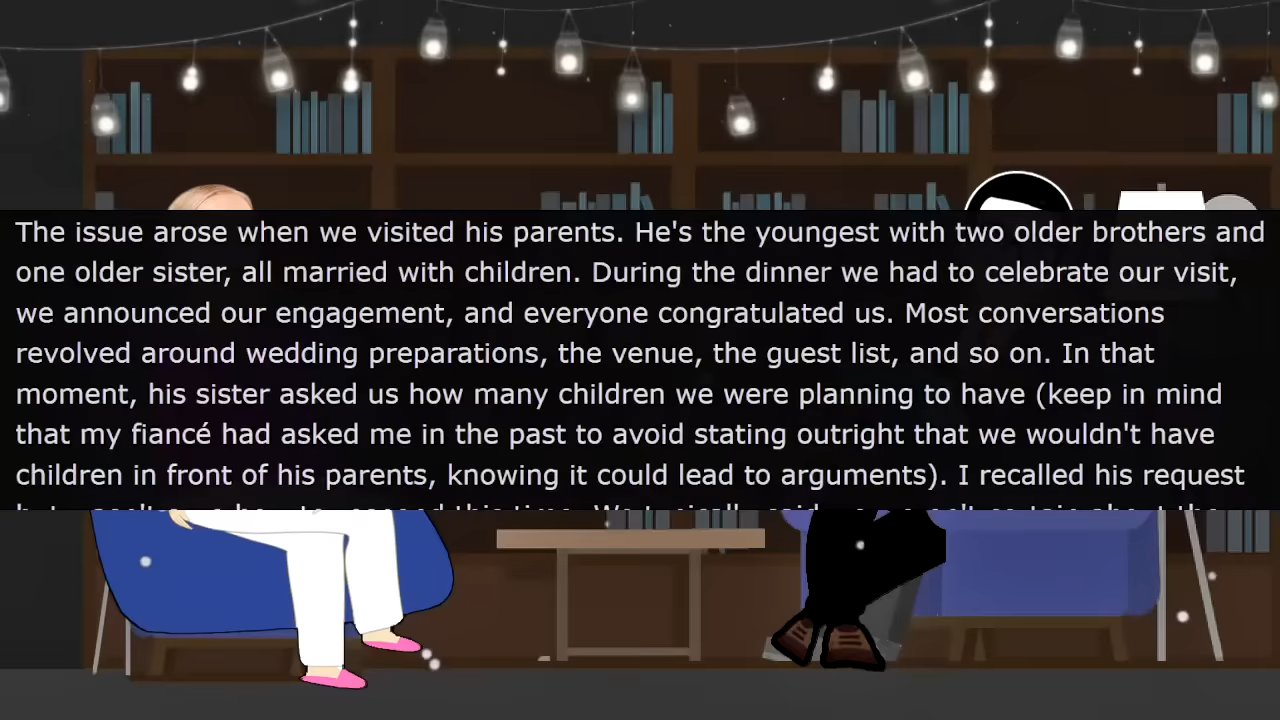 The issue arose when we visited his parents. He's the youngest with two older brothers and
one older sister, all married with children. During the dinner we had to celebrate our visit,
we announced our engagement, and everyone congratulated us. Most conversations
revolved around wedding preparations, the venue, the guest list, and so on. In that
moment, his sister asked us how many children we were planning to have (keep in mind
that my fiancé had asked me in the past to avoid stating outright that we wouldn't have
children in front of his parents, knowing it could lead to arguments). I recalled his request